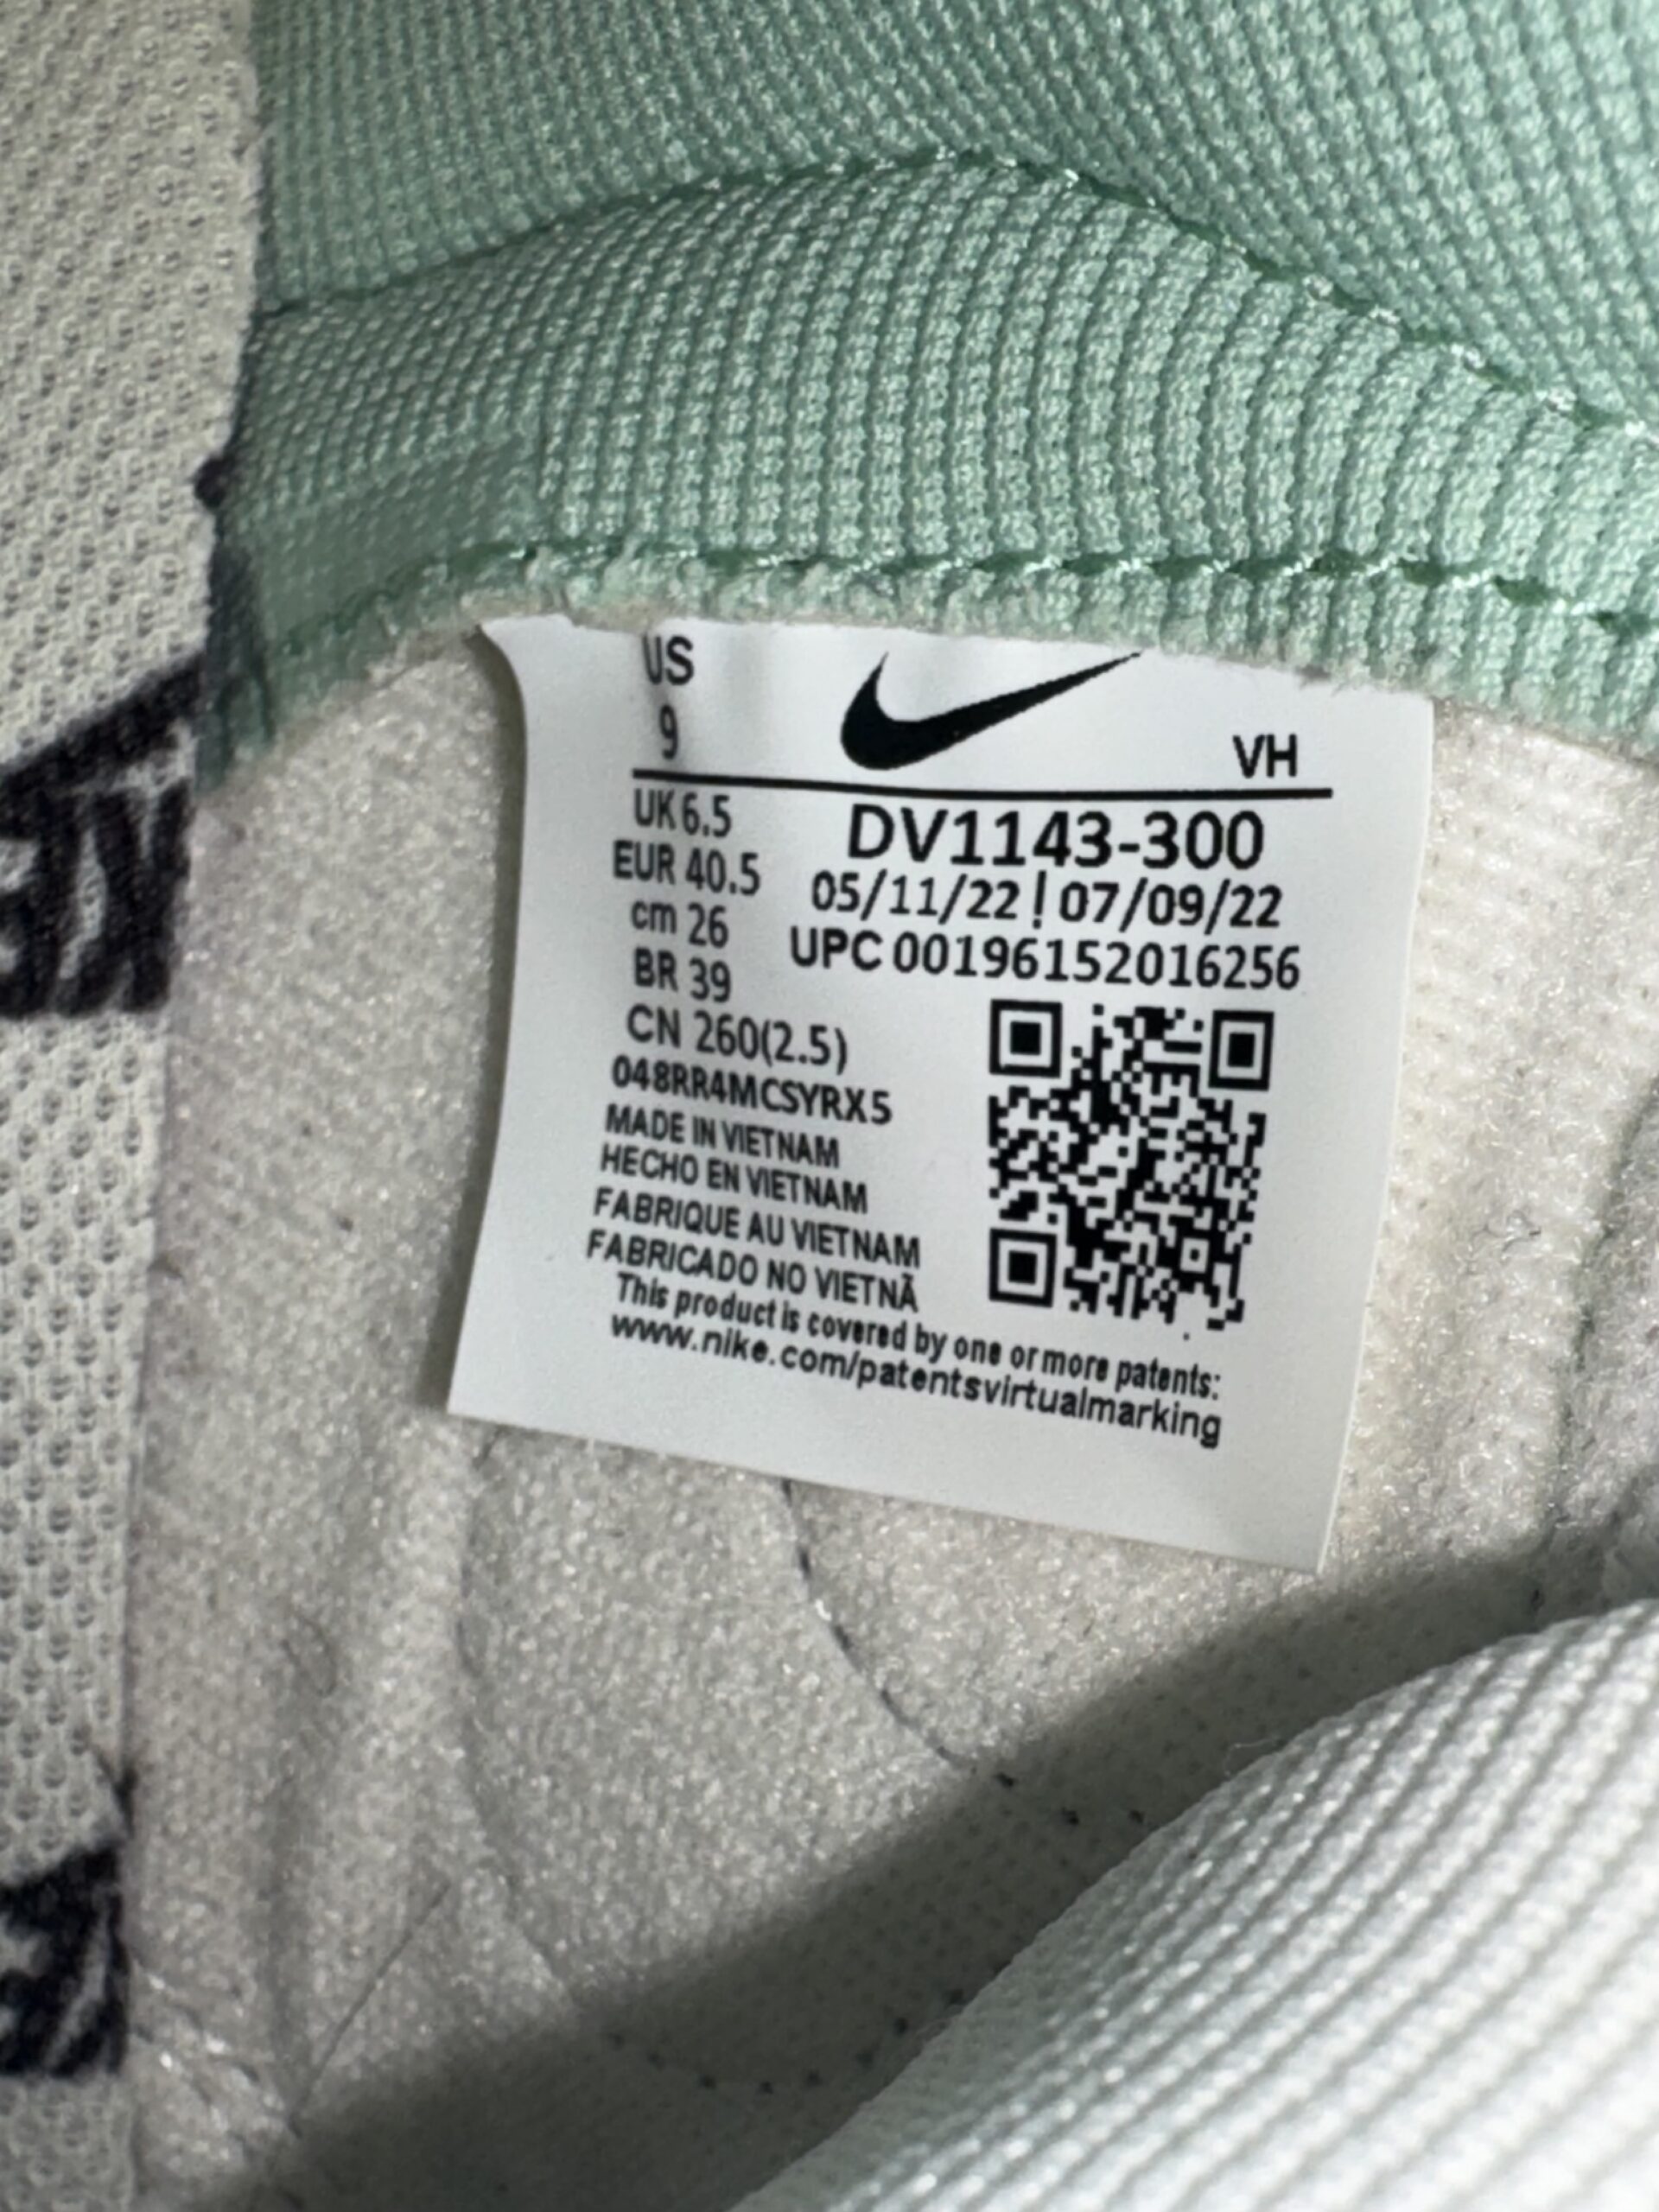 US
9
VH
UK 6.5
EUR 40.5
cm 26
BR 39
CN 260(2.5)
DV1143-300
05/11/22 ! 07/09/22
UPC 00196152016256
048RR4MCSYRX5
MADE IN VIETNAM
HECHO EN VIETNAM
FABRIQUE AU VIETNAM
FABRICADO NO VIETNÃ
This product is covered by one or more patents:
www.nike.com/patentsvirtualmarking